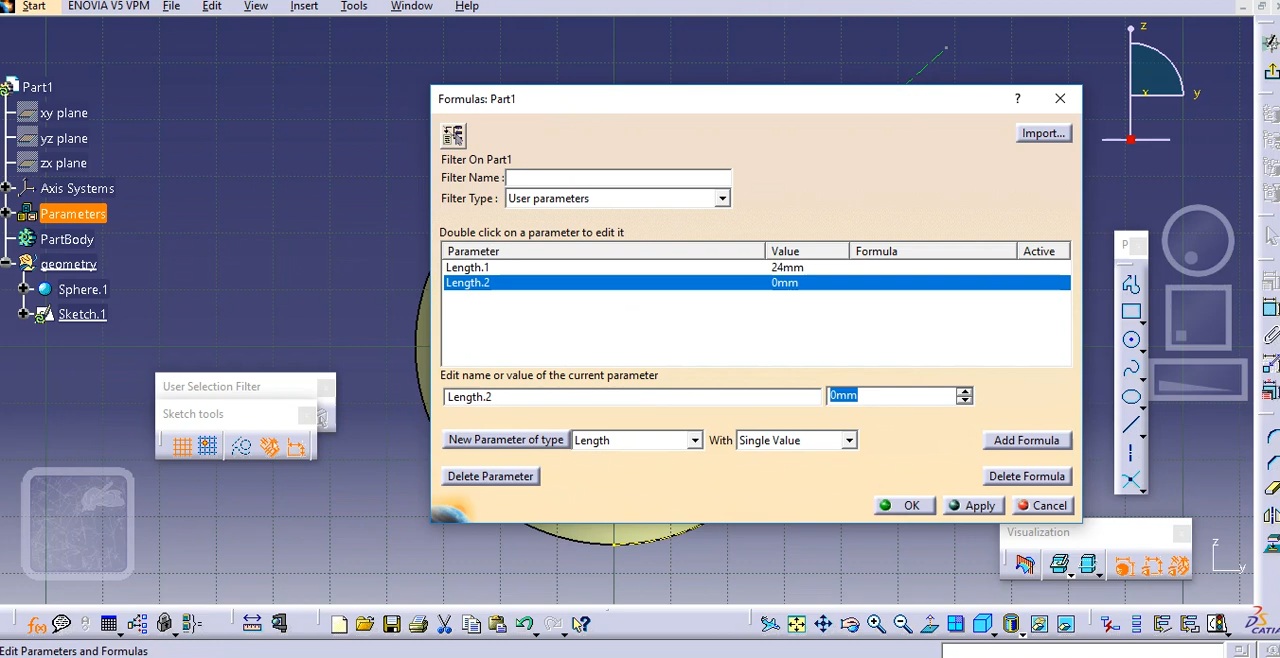 Start ENOVIA V5 VPM File Edit View Insert Tools Window Help
Formulas: Part1 ?
Import...
Filter On Part1
Filter Name :
Filter Type : User parameters
Double click on a parameter to edit it
Parameter Value Formula Active
Length.1 24mm
Length.2 0mm
Edit name or value of the current parameter
Length.2 0mm
New Parameter of type Length With Single Value Add Formula
Delete Parameter Delete Formula
OK Apply Cancel
Part1
xy plane
yz plane
zx plane
Axis Systems
Parameters
PartBody
geometry
Sphere.1
Sketch.1
User Selection Filter
Sketch tools
z
x y
P
Visualization
z
y
f(x)
CATIA
Edit Parameters and Formulas